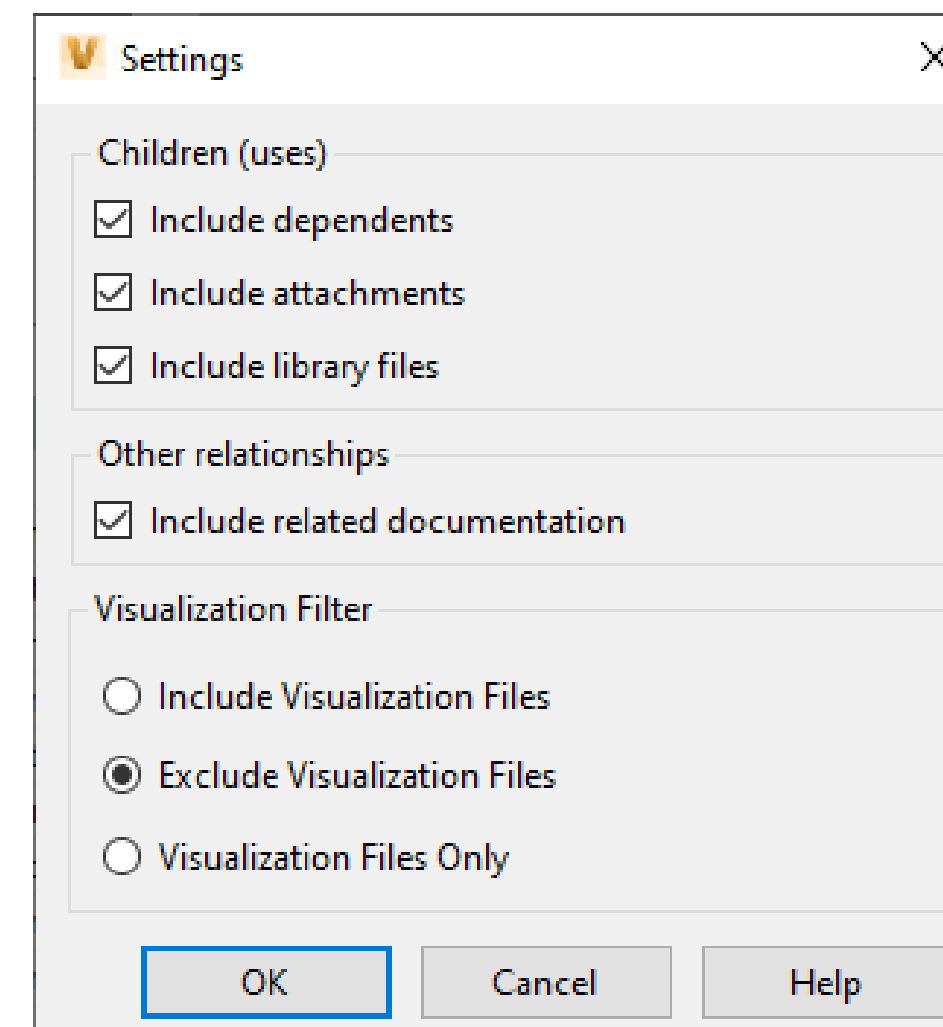 Settings
Children (uses)
Include dependents
Include attachments
Include library files
Other relationships
Include related documentation
Visualization Filter
Include Visualization Files
Exclude Visualization Files
Visualization Files Only
OK Cancel Help